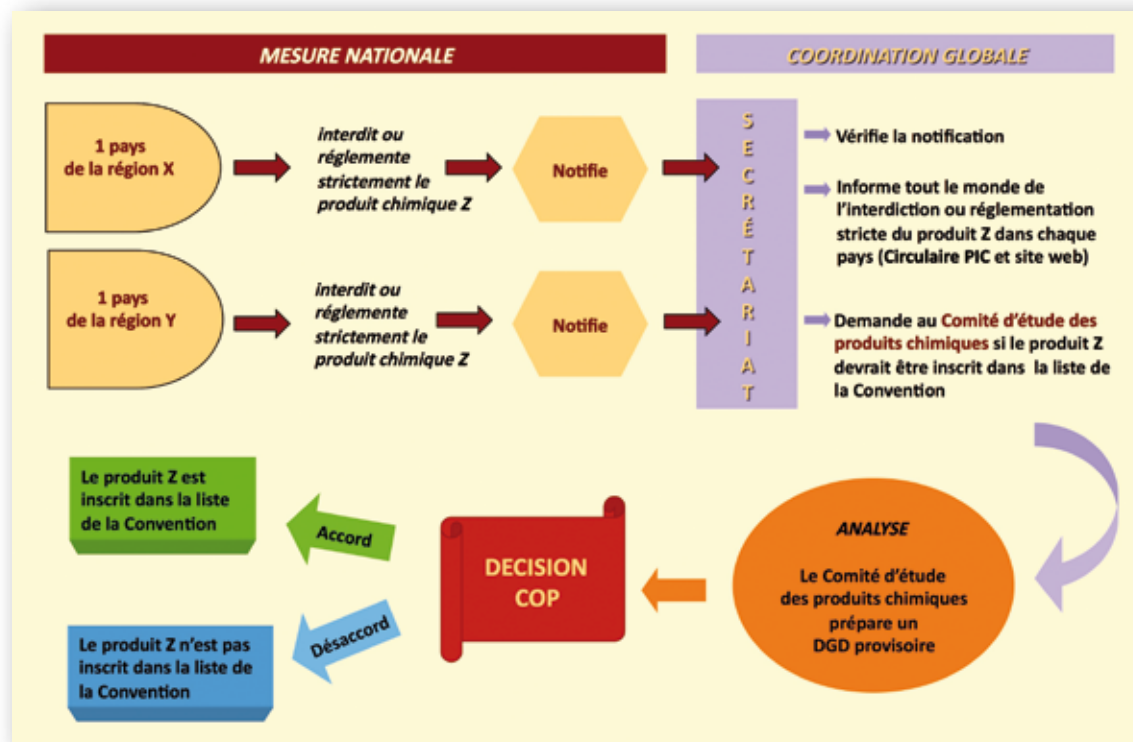 MESURE NATIONALE
COORDINATION GLOBALE
1 pays
de la région X
interdit ou
réglemente
strictement le
produit chimique Z
Notifie
1 pays
de la région Y
interdit ou
réglemente
strictement le
produit chimique Z
Notifie
SECRÉTARIAT
Vérifie la notification
Informe tout le monde de
l'interdiction ou réglementation
stricte du produit Z dans chaque
pays (Circulaire PIC et site web)
Demande au Comité d'étude des
produits chimiques si le produit Z
devrait être inscrit dans la liste de
la Convention
ANALYSE
Le Comité d'étude
des produits chimiques
prépare un
DGD provisoire
DECISION
COP
Accord
Le produit Z est
inscrit dans la liste
de la Convention
Désaccord
Le produit Z n'est pas
inscrit dans la liste de
la Convention